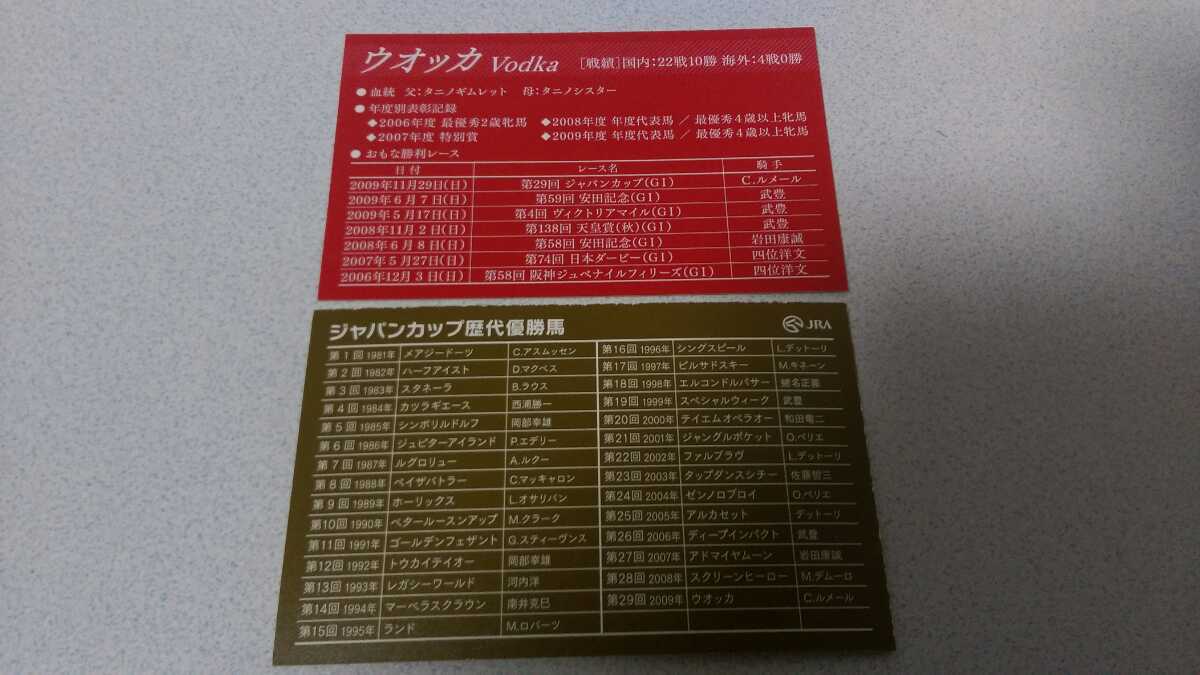 ウオッカ Vodka [戦績]国内:22戦10勝 海外:4戦0勝
●血統 父:タニノギムレット 母:タニノシスター
●年度別表彰記録
◆2006年度 最優秀2歳牝馬 ◆2008年度 年度代表馬 / 最優秀4歳以上牝馬
◆2007年度 特別賞 ◆2009年度 年度代表馬 / 最優秀4歳以上牝馬
●おもな勝利レース
日付 レース名 騎手
2009年11月29日(日) 第29回 ジャパンカップ(GI) C.ルメール
2009年6月7日(日) 第59回 安田記念(GI) 武豊
2009年5月17日(日) 第4回 ヴィクトリアマイル(GI) 武豊
2008年11月2日(日) 第138回 天皇賞(秋)(GI) 武豊
2008年6月8日(日) 第58回 安田記念(GI) 岩田康誠
2007年5月27日(日) 第74回 日本ダービー(GI) 四位洋文
2006年12月3日(日) 第58回 阪神ジュベナイルフィリーズ(GI) 四位洋文
ジャパンカップ歴代優勝馬 JRA
第1回 1981年 メアジードーツ C.アスムッセン
第2回 1982年 ハーフアイスト D.マクベス
第3回 1983年 スタネーラ B.ラウス
第4回 1984年 カツラギエース 西浦勝一
第5回 1985年 シンボリルドルフ 岡部幸雄
第6回 1986年 ジュピターアイランド P.エデリー
第7回 1987年 ルグロリュー A.ルクー
第8回 1988年 ペイザバトラー C.マッキャロン
第9回 1989年 ホーリックス L.オサリバン
第10回 1990年 ベタールースンアップ M.クラーク
第11回 1991年 ゴールデンフェザント G.スティーヴンス
第12回 1992年 トウカイテイオー 岡部幸雄
第13回 1993年 レガシーワールド 河内洋
第14回 1994年 マーベラスクラウン 南井克巳
第15回 1995年 ランド M.ロバーツ
第16回 1996年 シングスピール L.デットーリ
第17回 1997年 ピルサドスキー M.キネーン
第18回 1998年 エルコンドルパサー 蛯名正義
第19回 1999年 スペシャルウィーク 武豊
第20回 2000年 テイエムオペラオー 和田竜二
第21回 2001年 ジャングルポケット O.ペリエ
第22回 2002年 ファルブラヴ L.デットーリ
第23回 2003年 タップダンスシチー 佐藤哲三
第24回 2004年 ゼンノロブロイ O.ペリエ
第25回 2005年 アルカセット デットーリ
第26回 2006年 ディープインパクト 武豊
第27回 2007年 アドマイヤムーン 岩田康誠
第28回 2008年 スクリーンヒーロー M.デムーロ
第29回 2009年 ウオッカ C.ルメール